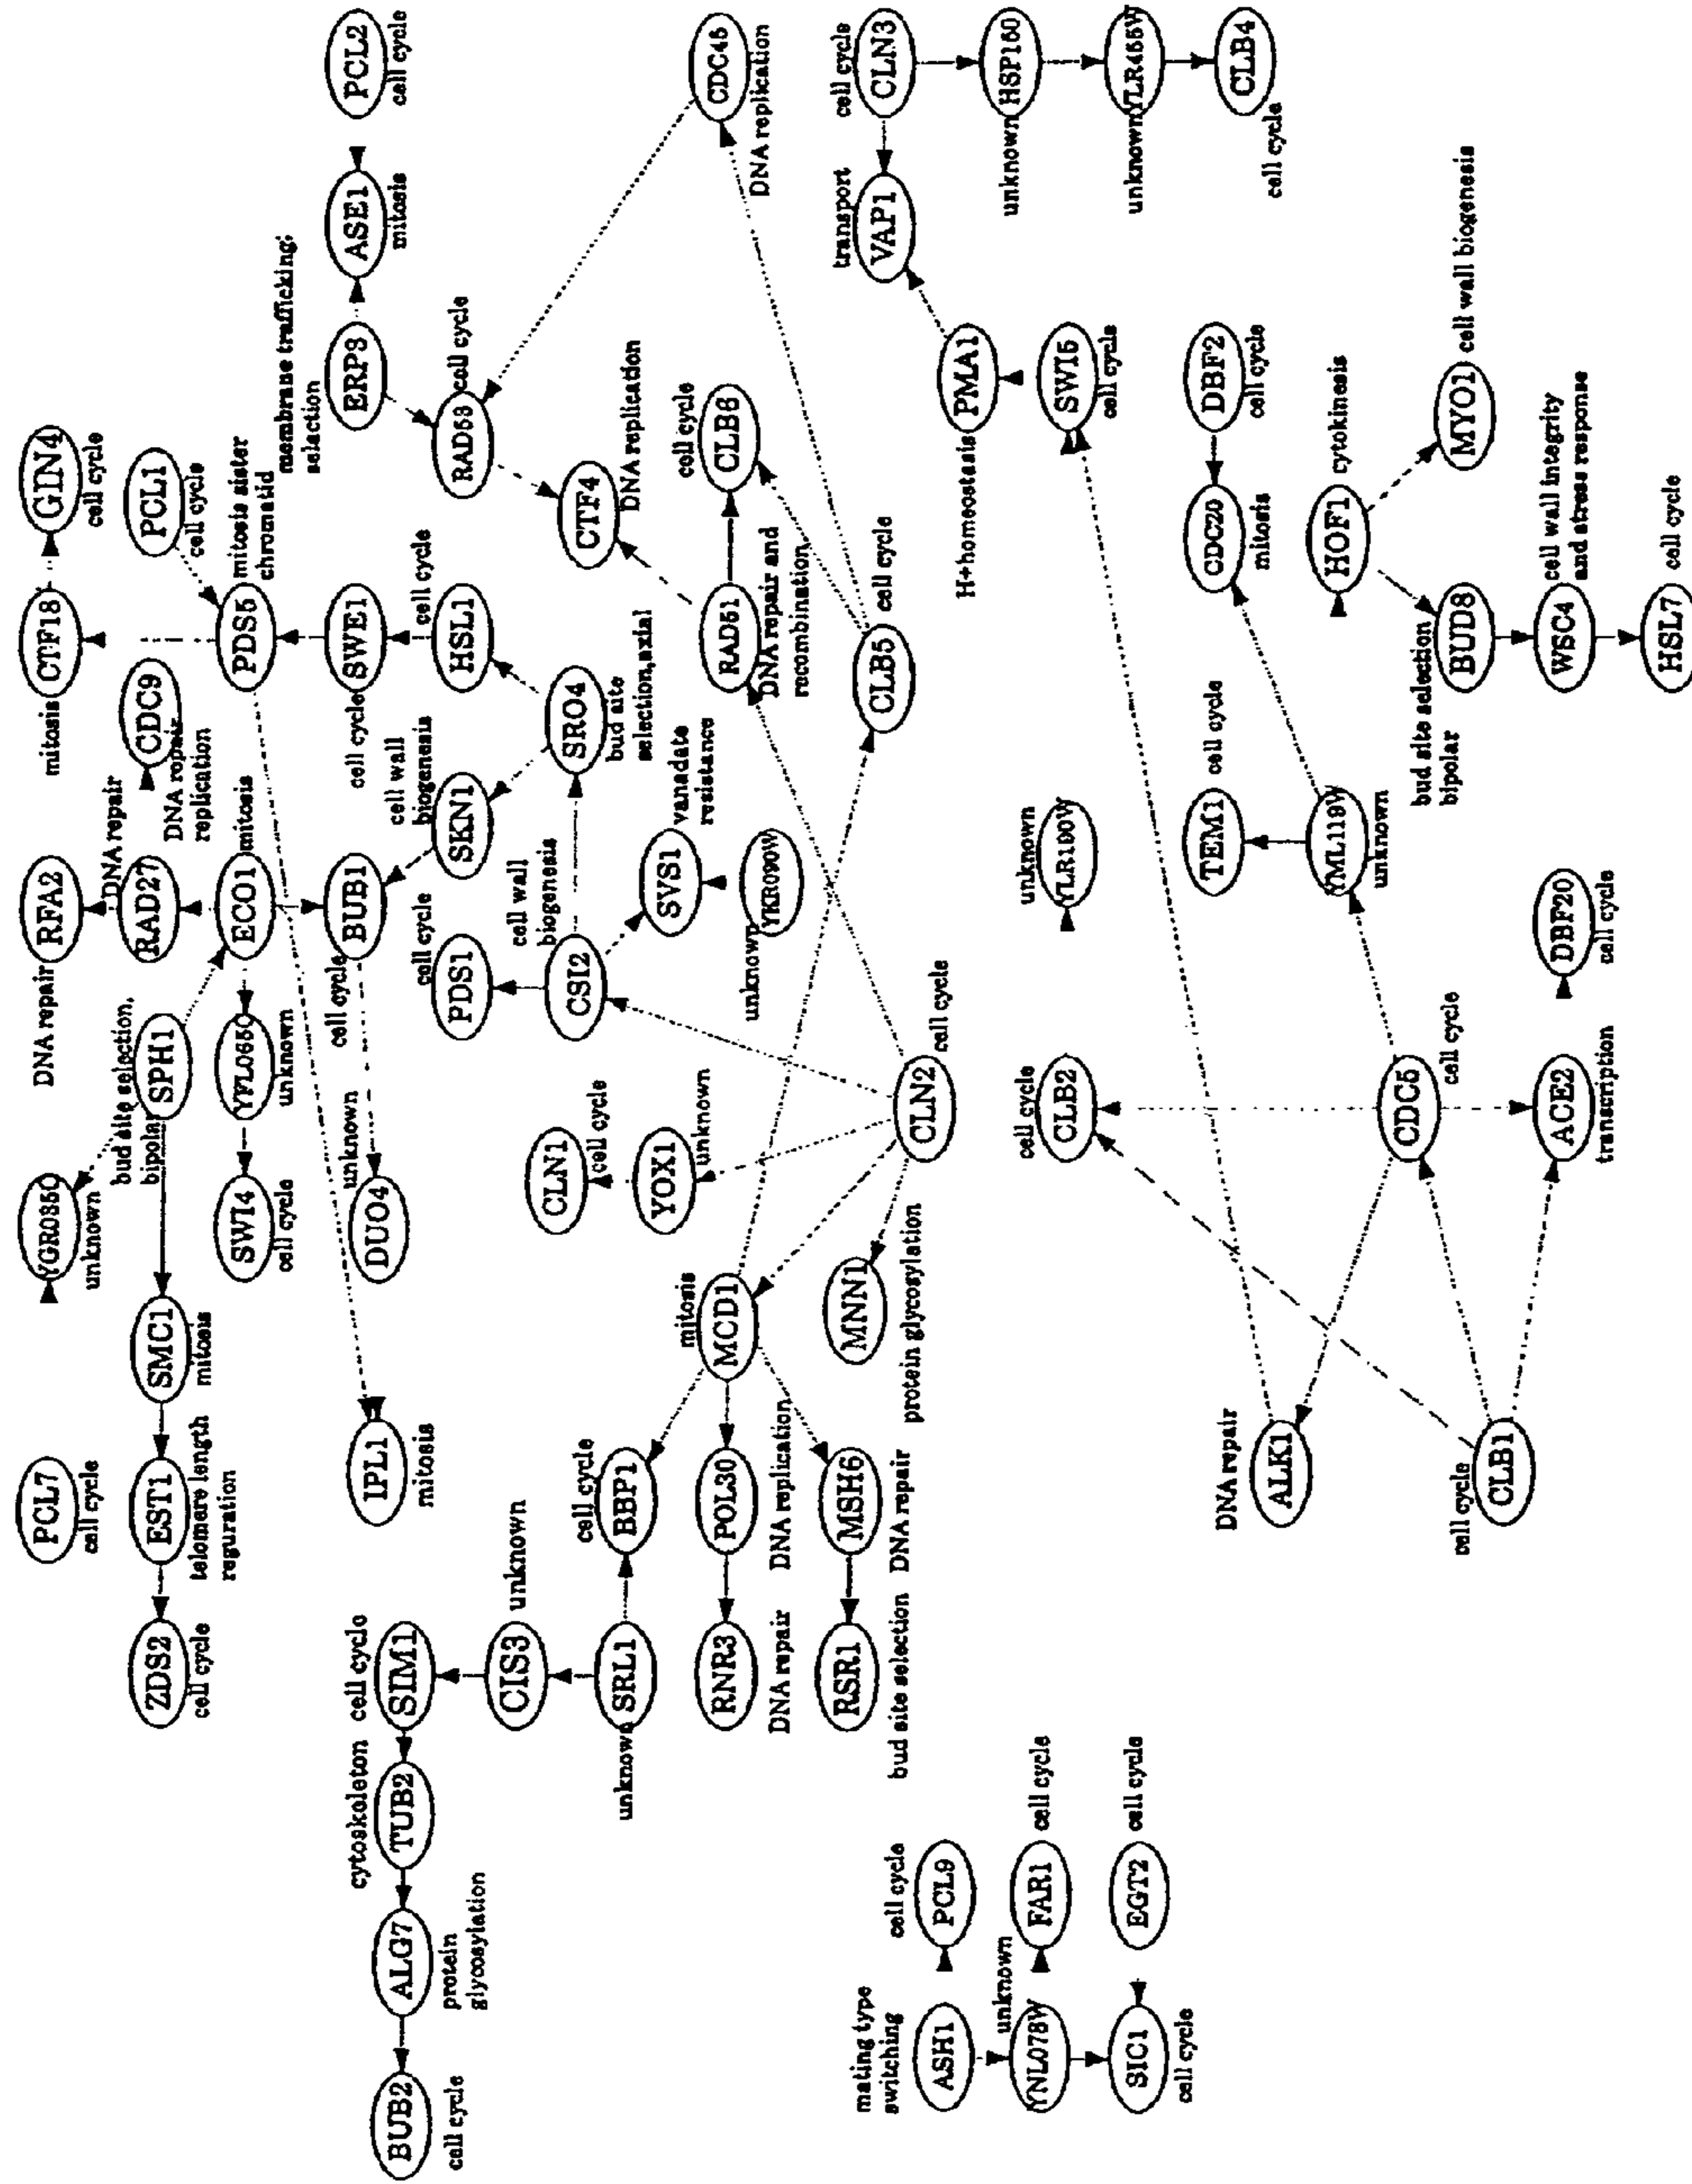 DNA repair
PCL7
YGR035C
RFA2
CTF18
GIN4
mitosis
cell cycle
unknown
cell cycle
DNA repair
bud site selection,
bipolar
ZDS2
EST1
SMC1
SPH1
RAD27
CDC9
PCL1
cell cycle
telomere length
reguration
mitosis
DNA repair
replication
cell cycle
SWI4
YFL065C
ECO1
mitosis
PDS5
mitosis sister
chromatid
cell cycle
unknown
membrane trafficking;
selection
cytoskeleton
cell cycle
unknown
cell cycle
cell cycle
IPL1
DUO4
BUB1
SWE1
ERP3
ASE1
PCL2
mitosis
mitosis
cell cycle
BUB2
ALG7
TUB2
SIM1
cell wall
biogenesis
cell cycle
cell cycle
protein
glycosylation
cell cycle
PDS1
SKN1
HSL1
RAD53
cell cycle
CIS3
unknown
CLN1
cell wall
biogenesis
cell cycle
CSI2
SRO4
CTF4
cell cycle
bud site
selection,axial
DNA replication
unknown
SRL1
BBP1
YOX1
SVS1
vanadate
resistance
unknown
mitosis
cell cycle
RNR3
POL30
MCD1
RAD51
CLB6
CDC45
unknown
YKR090W
DNA repair
DNA replication
DNA repair and
recombination
DNA replication
RSR1
MSH6
MNN1
transport
cell cycle
bud site selection
DNA repair
protein glycosylation
CLB5
cell cycle
VAP1
CLN3
mating type
switching
cell cycle
CLN2
cell cycle
ASH1
PCL9
H+homeostasis
PMA1
unknown
unknown
HSP150
YNL078W
FAR1
cell cycle
cell cycle
CLB2
unknown
YLR190W
SWI5
cell cycle
unknown
YLR455W
SIC1
EGT2
cell cycle
cell cycle
DNA repair
TEM1
cell cycle
CDC20
DBF2
CLB4
mitosis
cell cycle
cell cycle
ALK1
YML119W
unknown
HOF1
cytokinesis
CDC5
cell cycle
bud site selection
bipolar
cell cycle
CLB1
BUD8
MYO1
cell wall biogenesis
ACE2
transcription
DBF20
cell cycle
WSC4
cell wall integrity
and stress response
HSL7
cell cycle